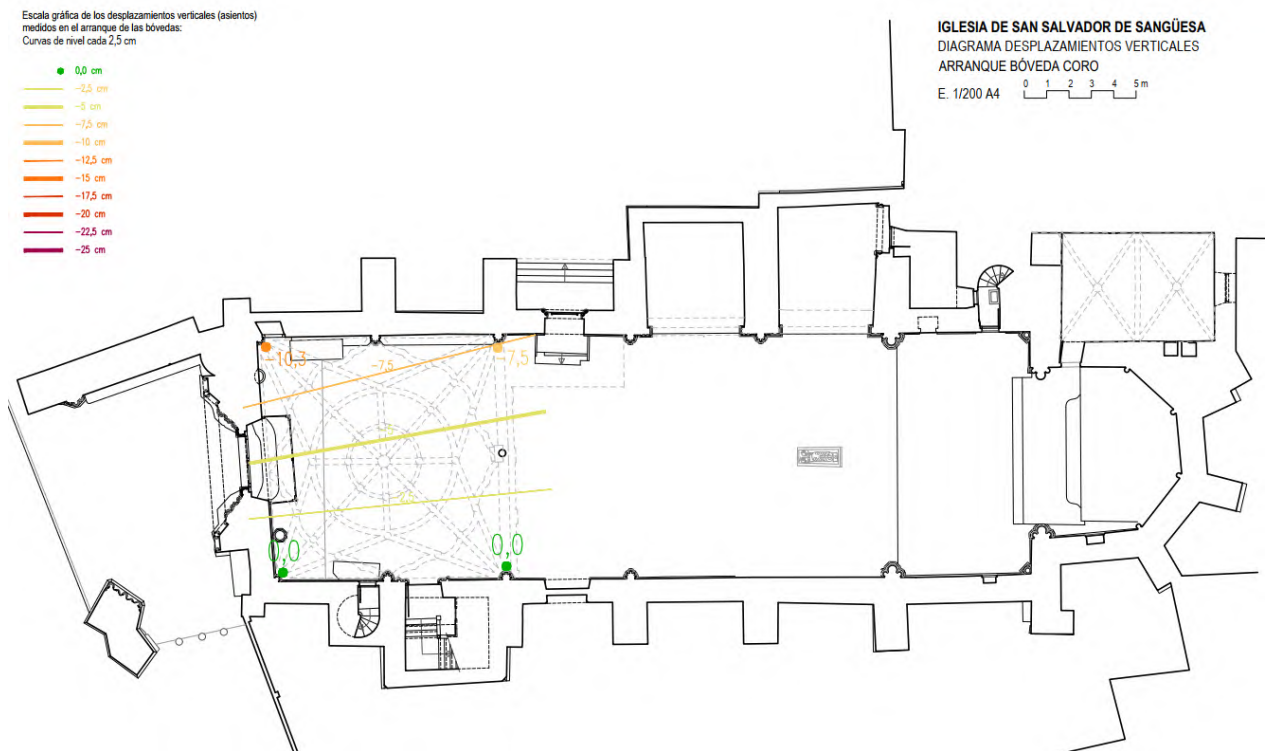 Escala gráfica de los desplazamientos verticales (asientos)
medidos en el arranque de las bóvedas:
Curvas de nivel cada 2,5 cm
0,0 cm
-2,5 cm
-5 cm
-7,5 cm
-10 cm
-12,5 cm
-15 cm
-17,5 cm
-20 cm
-22,5 cm
-25 cm
IGLESIA DE SAN SALVADOR DE SANGÜESA
DIAGRAMA DESPLAZAMIENTOS VERTICALES
ARRANQUE BÓVEDA CORO
E. 1/200 A4
0 1 2 3 4 5 m
-10,3
-7,5
-7,5
-5
-2,5
0,0
0,0